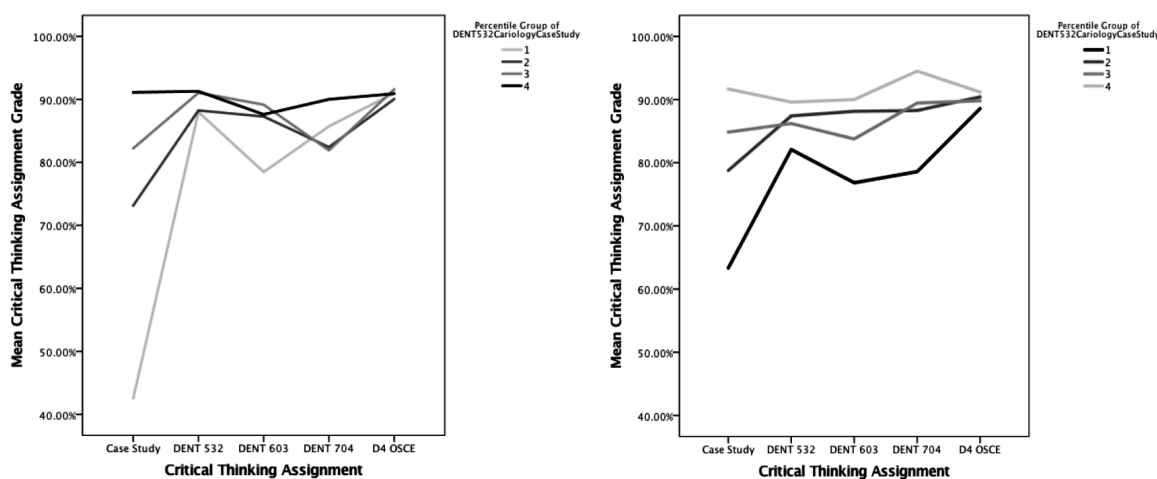 Percentile Group of
DENT532CariologyCaseStudy
1
2
3
4
100.00%
90.00%
80.00%
70.00%
60.00%
50.00%
40.00%
Mean Critical Thinking Assignment Grade
Case Study DENT 532 DENT 603 DENT 704 D4 OSCE
Critical Thinking Assignment
Percentile Group of
DENT532CariologyCaseStudy
1
2
3
4
100.00%
90.00%
80.00%
70.00%
60.00%
50.00%
40.00%
Mean Critical Thinking Assignment Grade
Case Study DENT 532 DENT 603 DENT 704 D4 OSCE
Critical Thinking Assignment